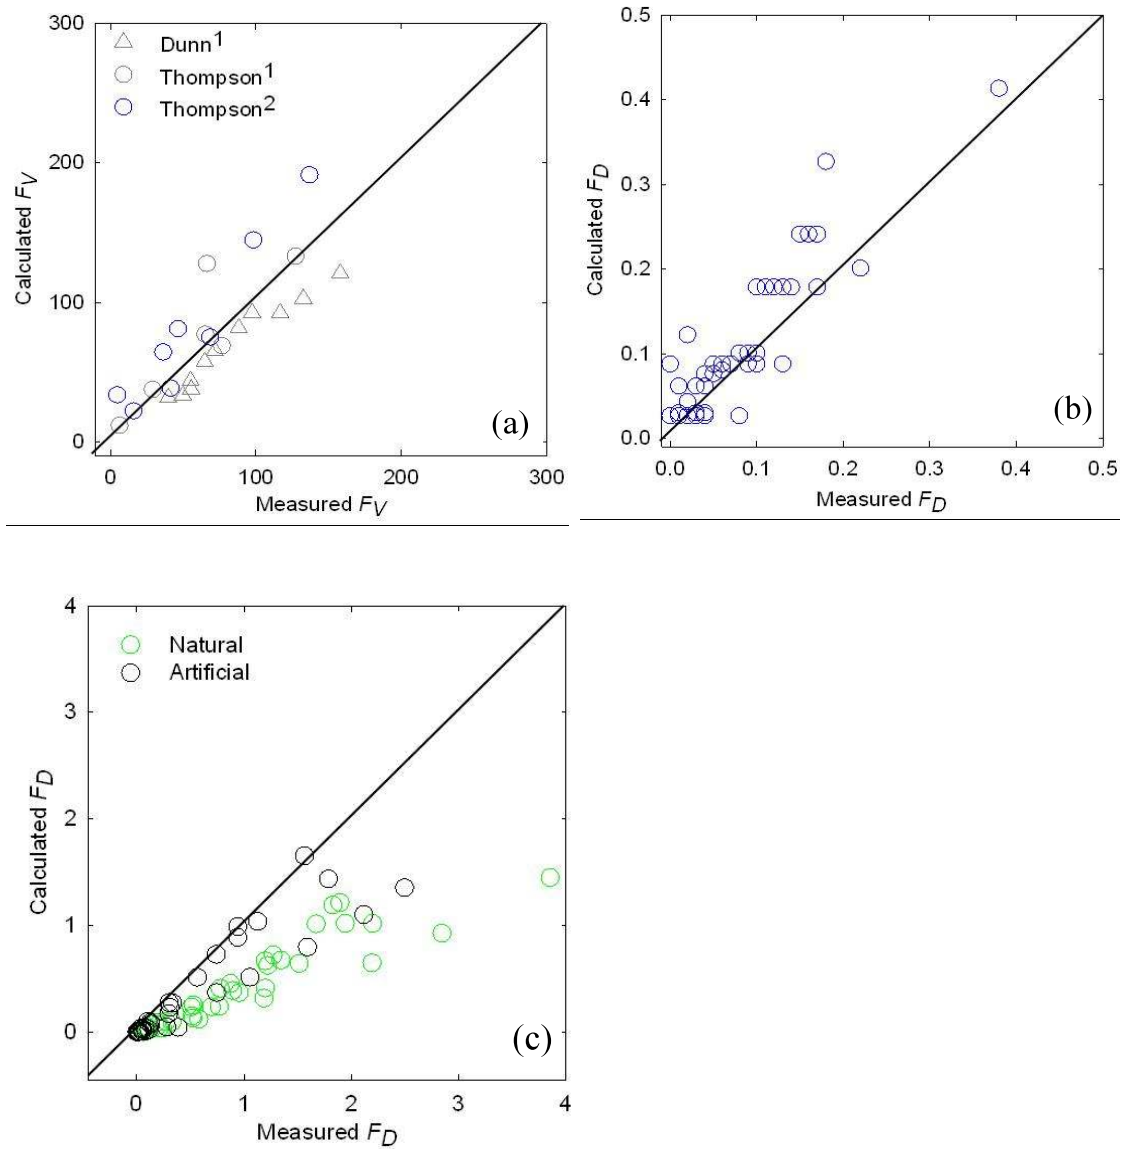 300
200
100
0
Calculated FV
Dunn1
Thompson1
Thompson2
(a)
0 100 200 300
Measured FV
0.5
0.4
0.3
0.2
0.1
0.0
Calculated FD
(b)
0.0 0.1 0.2 0.3 0.4 0.5
Measured FD
4
3
2
1
0
Calculated FD
Natural
Artificial
(c)
0 1 2 3 4
Measured FD